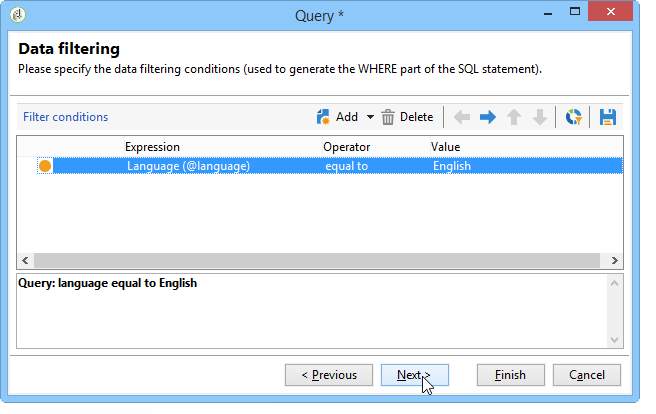 Query *
Data filtering
Please specify the data filtering conditions (used to generate the WHERE part of the SQL statement).
Filter conditions
Add
Delete
Expression Operator Value
Language (@language) equal to English
Query: language equal to English
< Previous Next > Finish Cancel